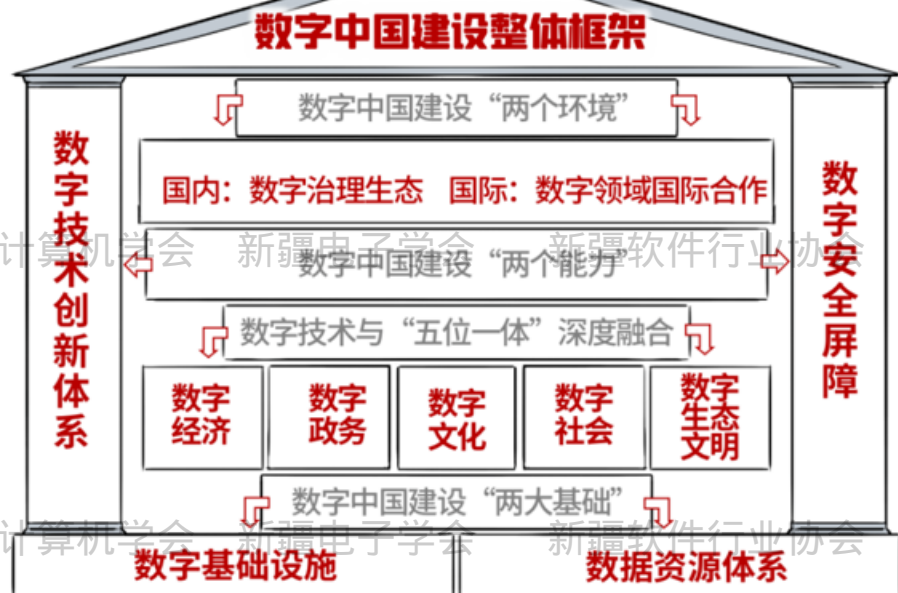 数字中国建设整体框架
数字中国建设“两个环境”
国内：数字治理生态 国际：数字领域国际合作
数字技术创新体系
数字安全屏障
计算机学会 新疆电子学会 新疆软件行业协会
数字中国建设“两个能力”
数字技术与“五位一体”深度融合
数字
经济
数字
政务
数字
文化
数字
社会
数字
生态
文明
数字中国建设“两大基础”
计算机学会 新疆电子学会 新疆软件行业协会
数字基础设施
数据资源体系